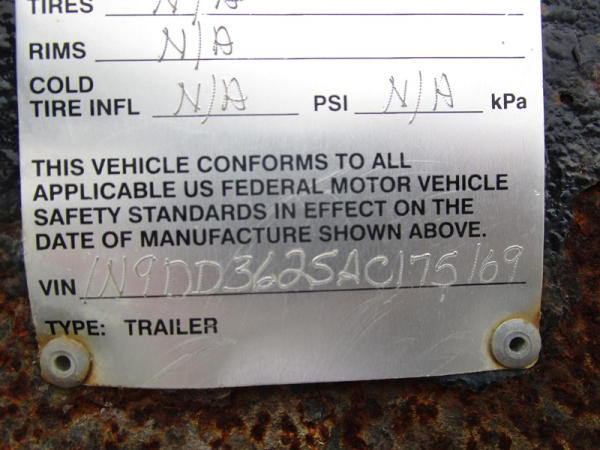 TIRES N/A
RIMS N/A
COLD
TIRE INFL N/A PSI N/A kPa
THIS VEHICLE CONFORMS TO ALL
APPLICABLE US FEDERAL MOTOR VEHICLE
SAFETY STANDARDS IN EFFECT ON THE
DATE OF MANUFACTURE SHOWN ABOVE.
VIN 1N9DD3625AC175169
TYPE: TRAILER